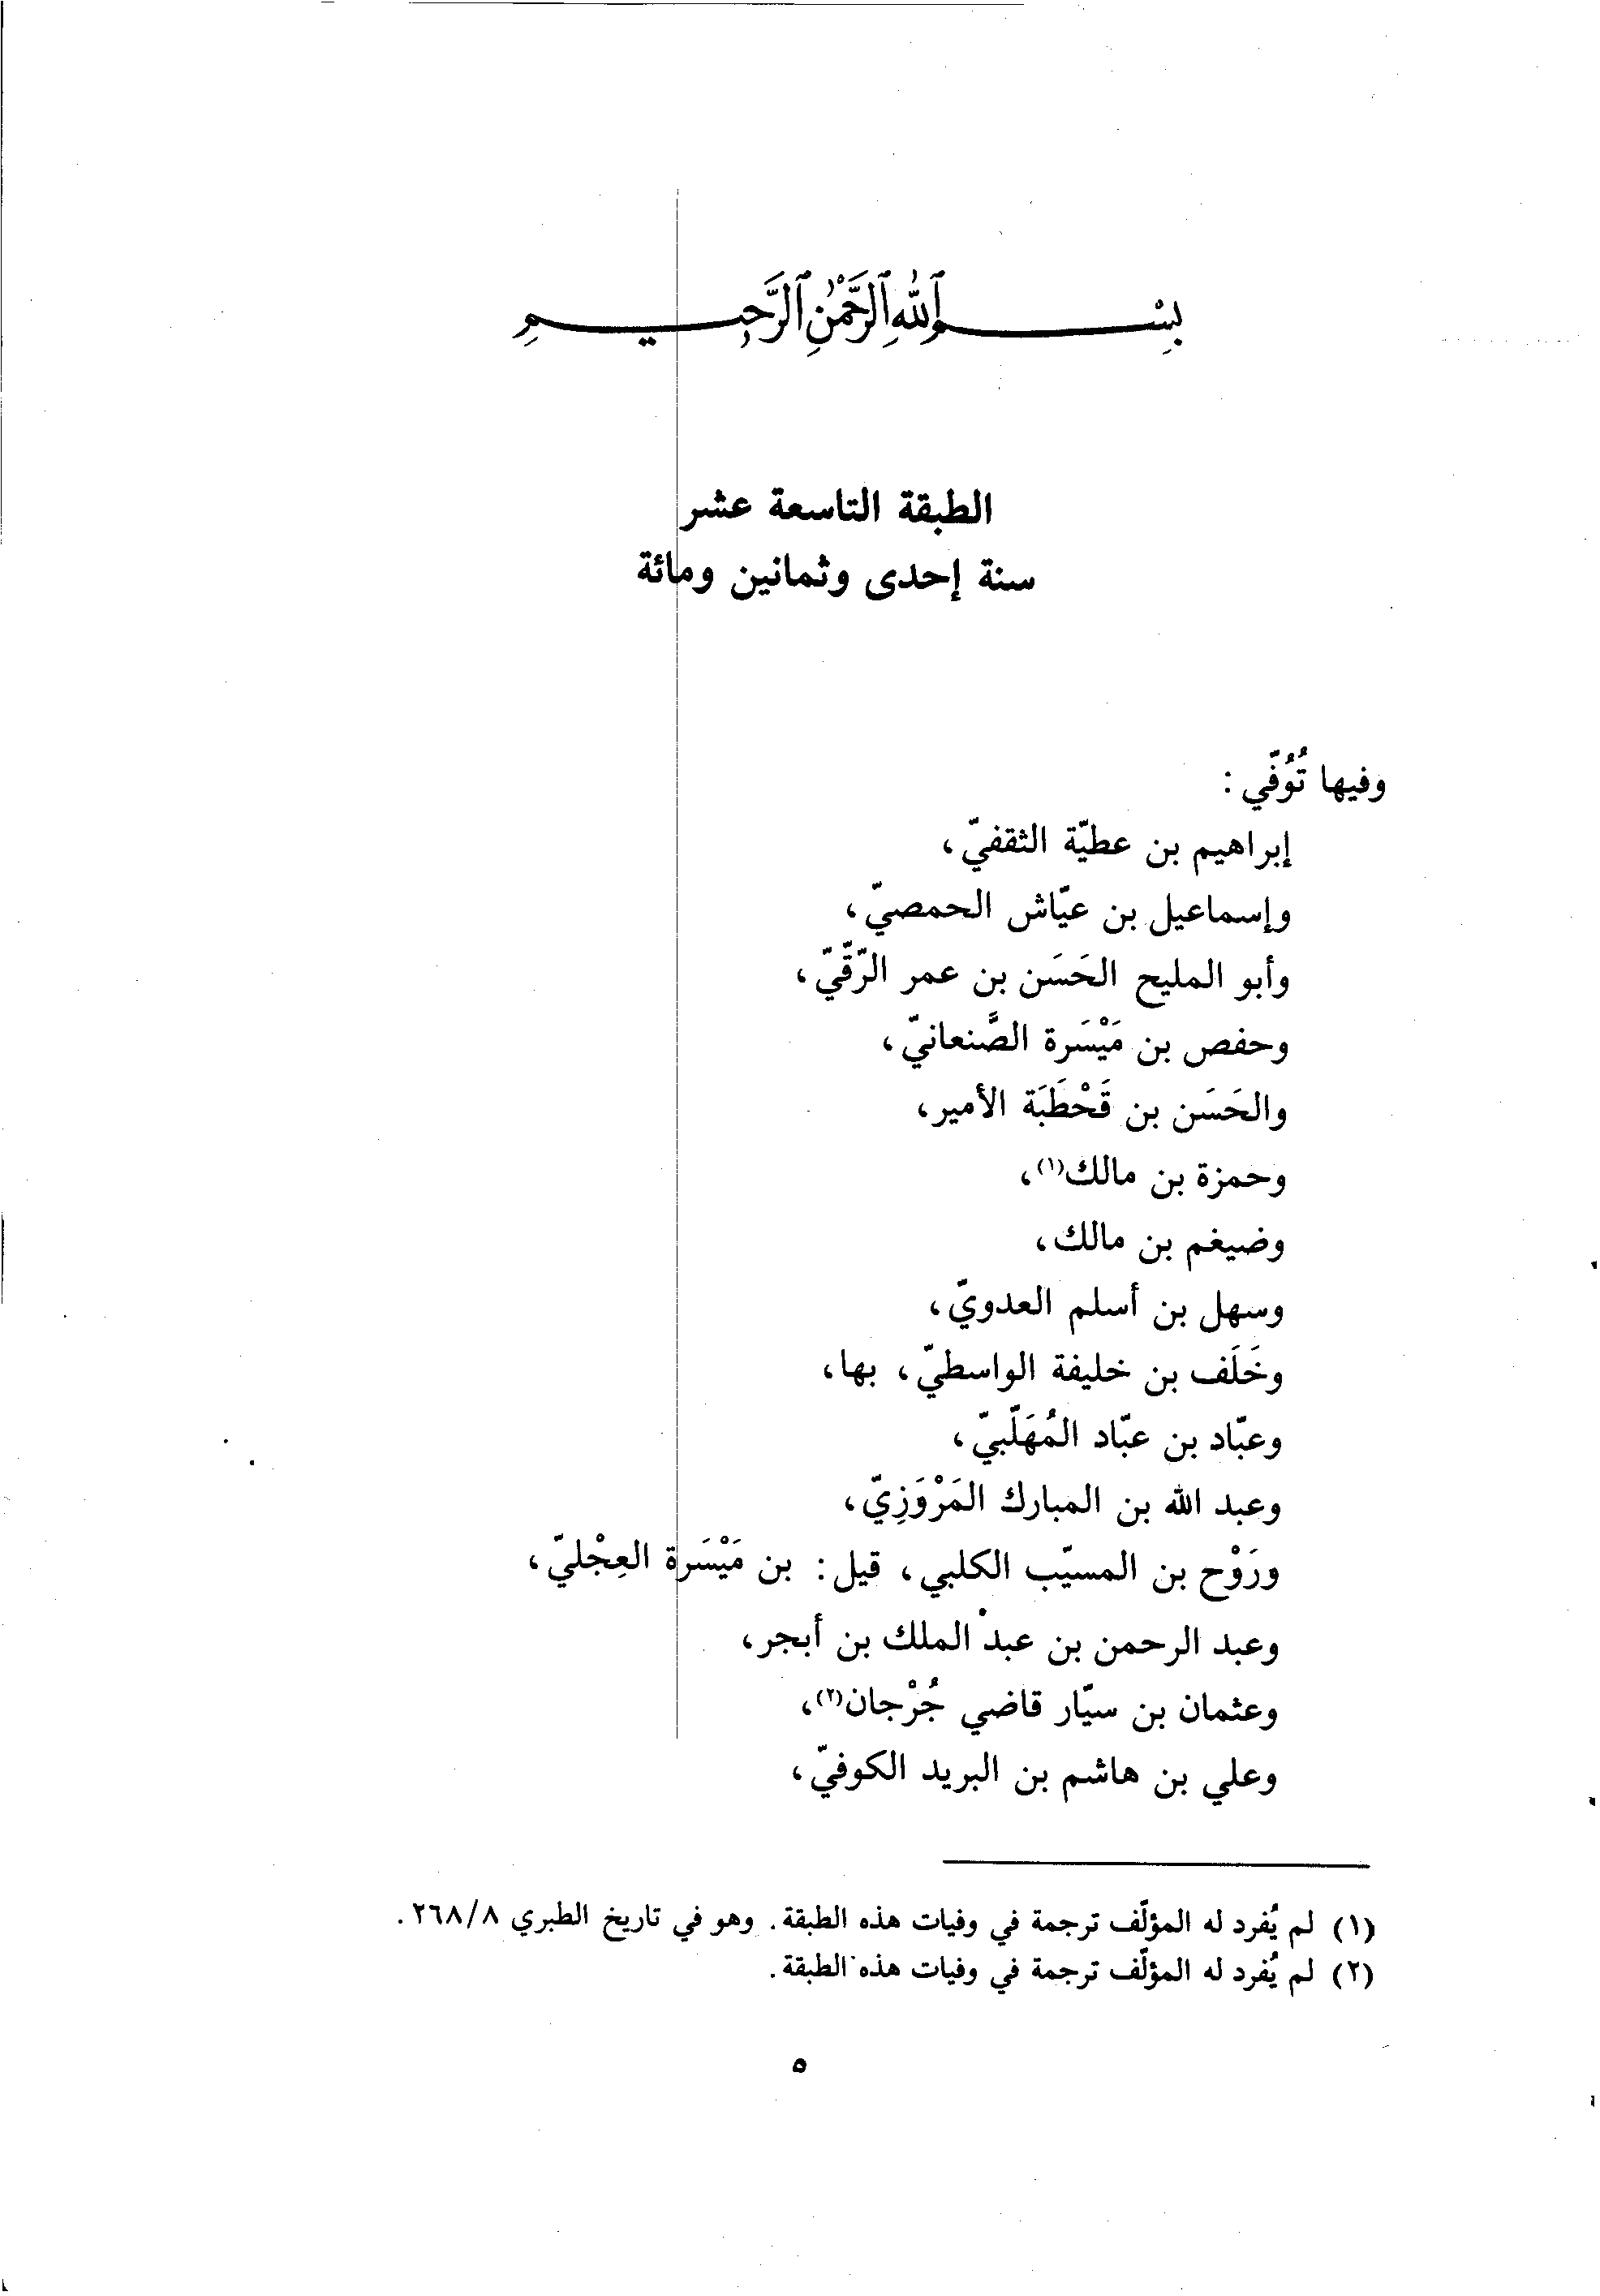 بِسْمِ ٱللَّهِ ٱلرَّحْمَٰنِ ٱلرَّحِيمِ
الطبقة التاسعة عشر
سنة إحدى وثمانين ومائة
وفيها تُوُفّي :
إبراهيم بن عطيّة الثقفيّ،
وإسماعيل بن عيّاش الحمصيّ،
وأبو المليح الحَسَن بن عمر الرّقّيّ،
وحفص بن مَيْسَرة الصَّنعانيّ،
والحَسَن بن قَحْطَبَة الأمير،
وحمزة بن مالك(١)،
وضيغم بن مالك،
وسهل بن أسلم العدويّ،
وخَلَف بن خليفة الواسطيّ، بها،
وعبّاد بن عبّاد المُهَلّبيّ،
وعبد الله بن المبارك المَرْوَزِيّ،
ورَوْح بن المسيّب الكلبي، قيل: بن مَيْسَرة العِجْليّ،
وعبد الرحمن بن عبد الملك بن أبجر،
وعثمان بن سيّار قاضي جُرْجان(٢)،
وعلي بن هاشم بن البريد الكوفيّ،
(١) لم يُفرد له المؤلّف ترجمة في وفيات هذه الطبقة. وهو في تاريخ الطبري ٢٦٨/٨.
(٢) لم يُفرد له المؤلّف ترجمة في وفيات هذه الطبقة.
٥